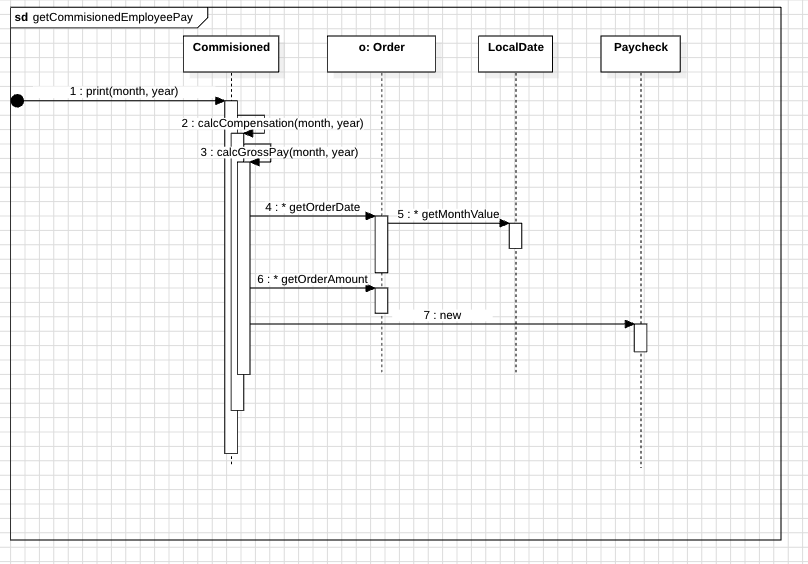 sd getCommisionedEmployeePay
Commisioned
o: Order
LocalDate
Paycheck
1 : print(month, year)
2 : calcCompensation(month, year)
3 : calcGrossPay(month, year)
4 : * getOrderDate
5 : * getMonthValue
6 : * getOrderAmount
7 : new